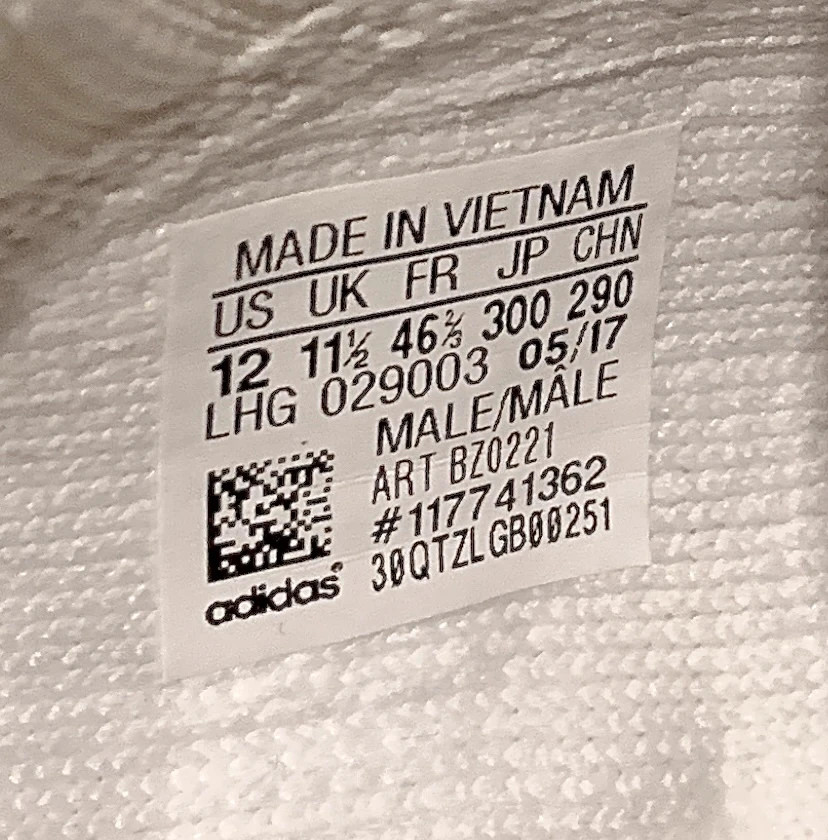 MADE IN VIETNAM
US UK FR JP CHN
12 11½ 46⅔ 300 290
LHG 029003 05/17
MALE/MÂLE
ART BZ0221
#117741362
30QTZLGB00251
adidas®